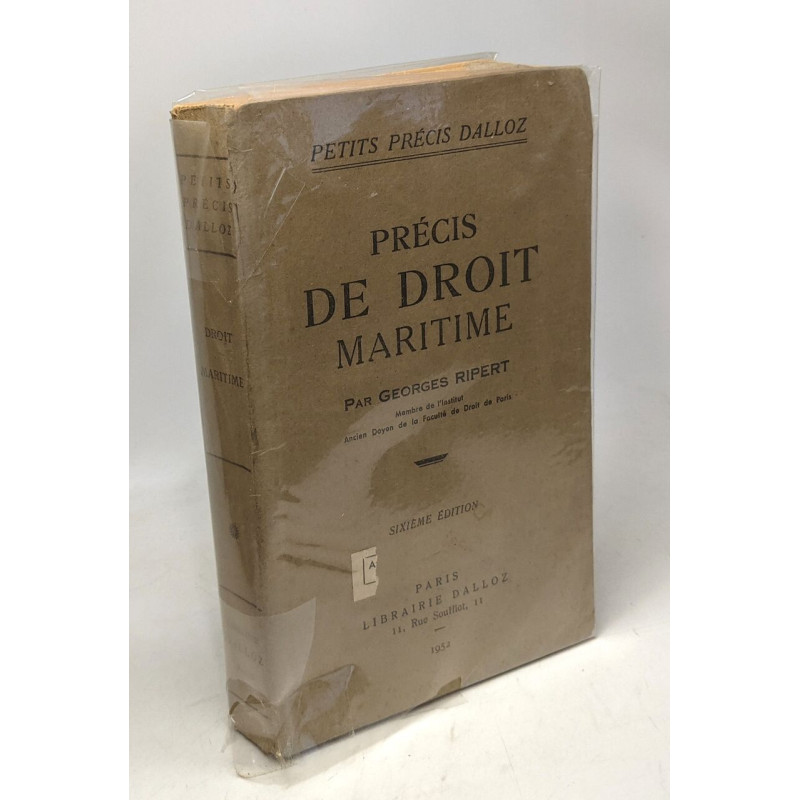 PETITS PRÉCIS DALLOZ
PRÉCIS
DE DROIT
MARITIME
PAR GEORGES RIPERT
Membre de l'Institut
Ancien Doyen de la Faculté de Droit de Paris
SIXIÈME ÉDITION
A
PARIS
LIBRAIRIE DALLOZ
11, Rue Soufflot, 11
1952
PETITS
PRÉCIS
DALLOZ
DROIT
MARITIME